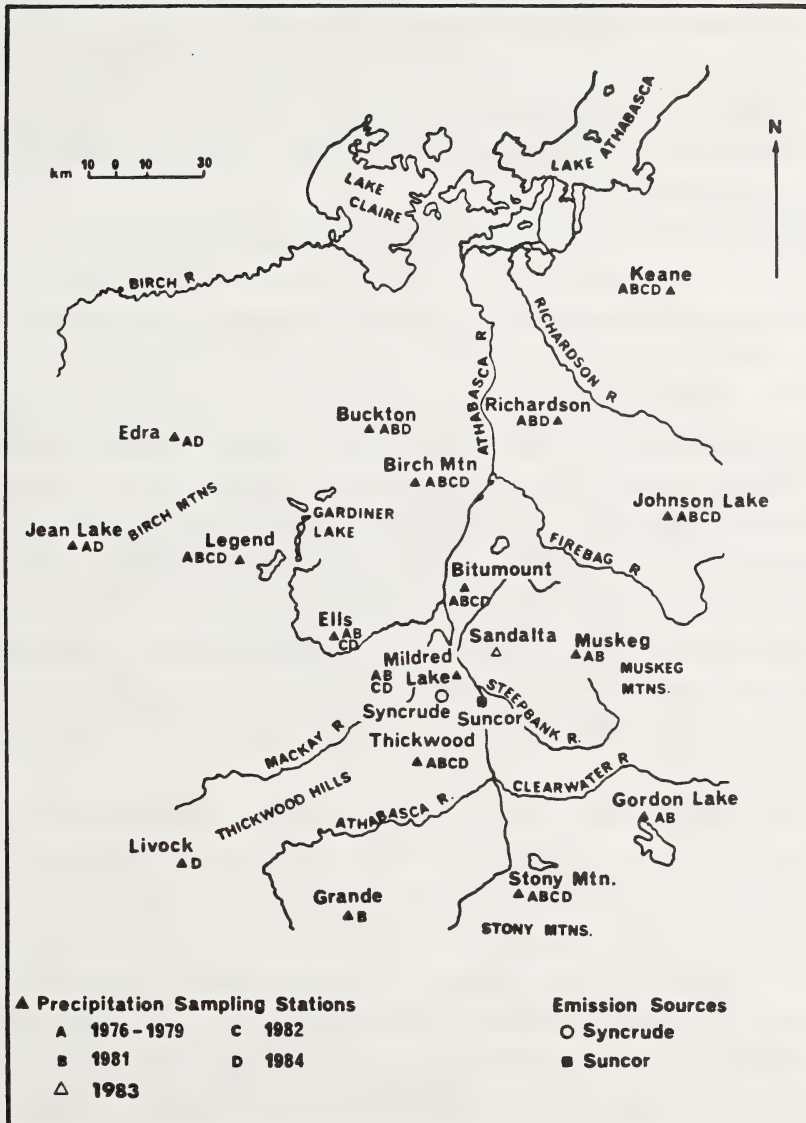 LAKE ATHABASCA
N
10 0 10 30
km
LAKE
CLAIRE
BIRCH R
Keane
ABCD
RICHARDSON R
ATHABASCA R
Buckton
ABD
Richardson
ABD
Edra
AD
Birch Mtn
ABCD
BIRCH MTNS
Johnson Lake
ABCD
Jean Lake
AD
Legend
ABCD
GARDINER
LAKE
FIREBAG R
Bitumount
ABCD
Ells
AB
CD
Sandalta
Muskeg
AB
MUSKEG
MTNS.
Mildred
Lake
AB
CD
Syncrude
Suncor
STEEPBANK R.
MACKAY R
Thickwood
ABCD
THICKWOOD HILLS
CLEARWATER R
ATHABASCA R.
Gordon Lake
AB
Livock
D
Stony Mtn.
ABCD
Grande
B
STONY MTNS.
Precipitation Sampling Stations
A 1976-1979 C 1982
B 1981 D 1984
1983
Emission Sources
Syncrude
Suncor